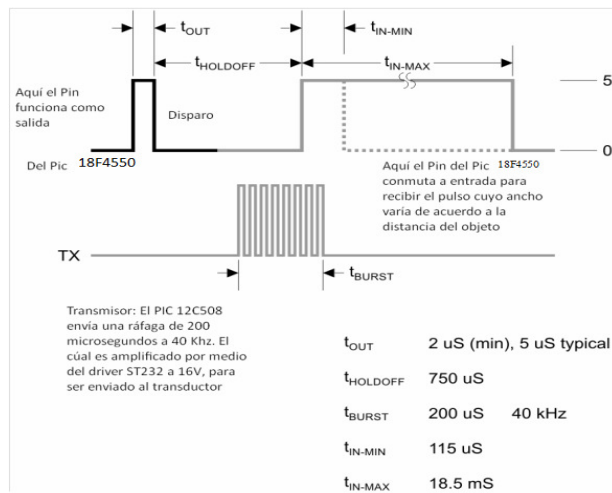 tOUT
tIN-MIN
tHOLDOFF
tIN-MAX
5
Aquí el Pin
funciona como
salida
Disparo
0
Del Pic 18F4550
Aquí el Pin del Pic 18F4550
conmuta a entrada para
recibir el pulso cuyo ancho
varía de acuerdo a la
distancia del objeto
TX
tBURST
Transmisor: El PIC 12C508
envía una ráfaga de 200
microsegundos a 40 Khz. El
cúal es amplificado por medio
del driver ST232 a 16V, para
ser enviado al transductor
tOUT 2 uS (min), 5 uS typical
tHOLDOFF 750 uS
tBURST 200 uS 40 kHz
tIN-MIN 115 uS
tIN-MAX 18.5 mS